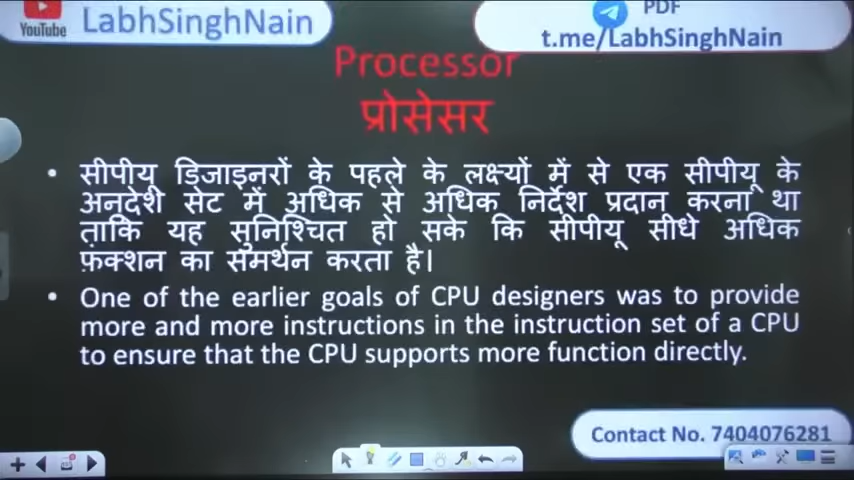 YouTube
LabhSinghNain
PDF
t.me/LabhSinghNain
Processor
प्रोसेसर
• सीपीयू डिजाइनरों के पहले के लक्ष्यों में से एक सीपीयू के
अनुदेशी सेट में अधिक से अधिक निर्देश प्रदान करना था
ताकि यह सुनिश्चित हो सके कि सीपीयू सीधे अधिक
फ़ंक्शन का समर्थन करता है।
• One of the earlier goals of CPU designers was to provide
more and more instructions in the instruction set of a CPU
to ensure that the CPU supports more function directly.
Contact No. 7404076281